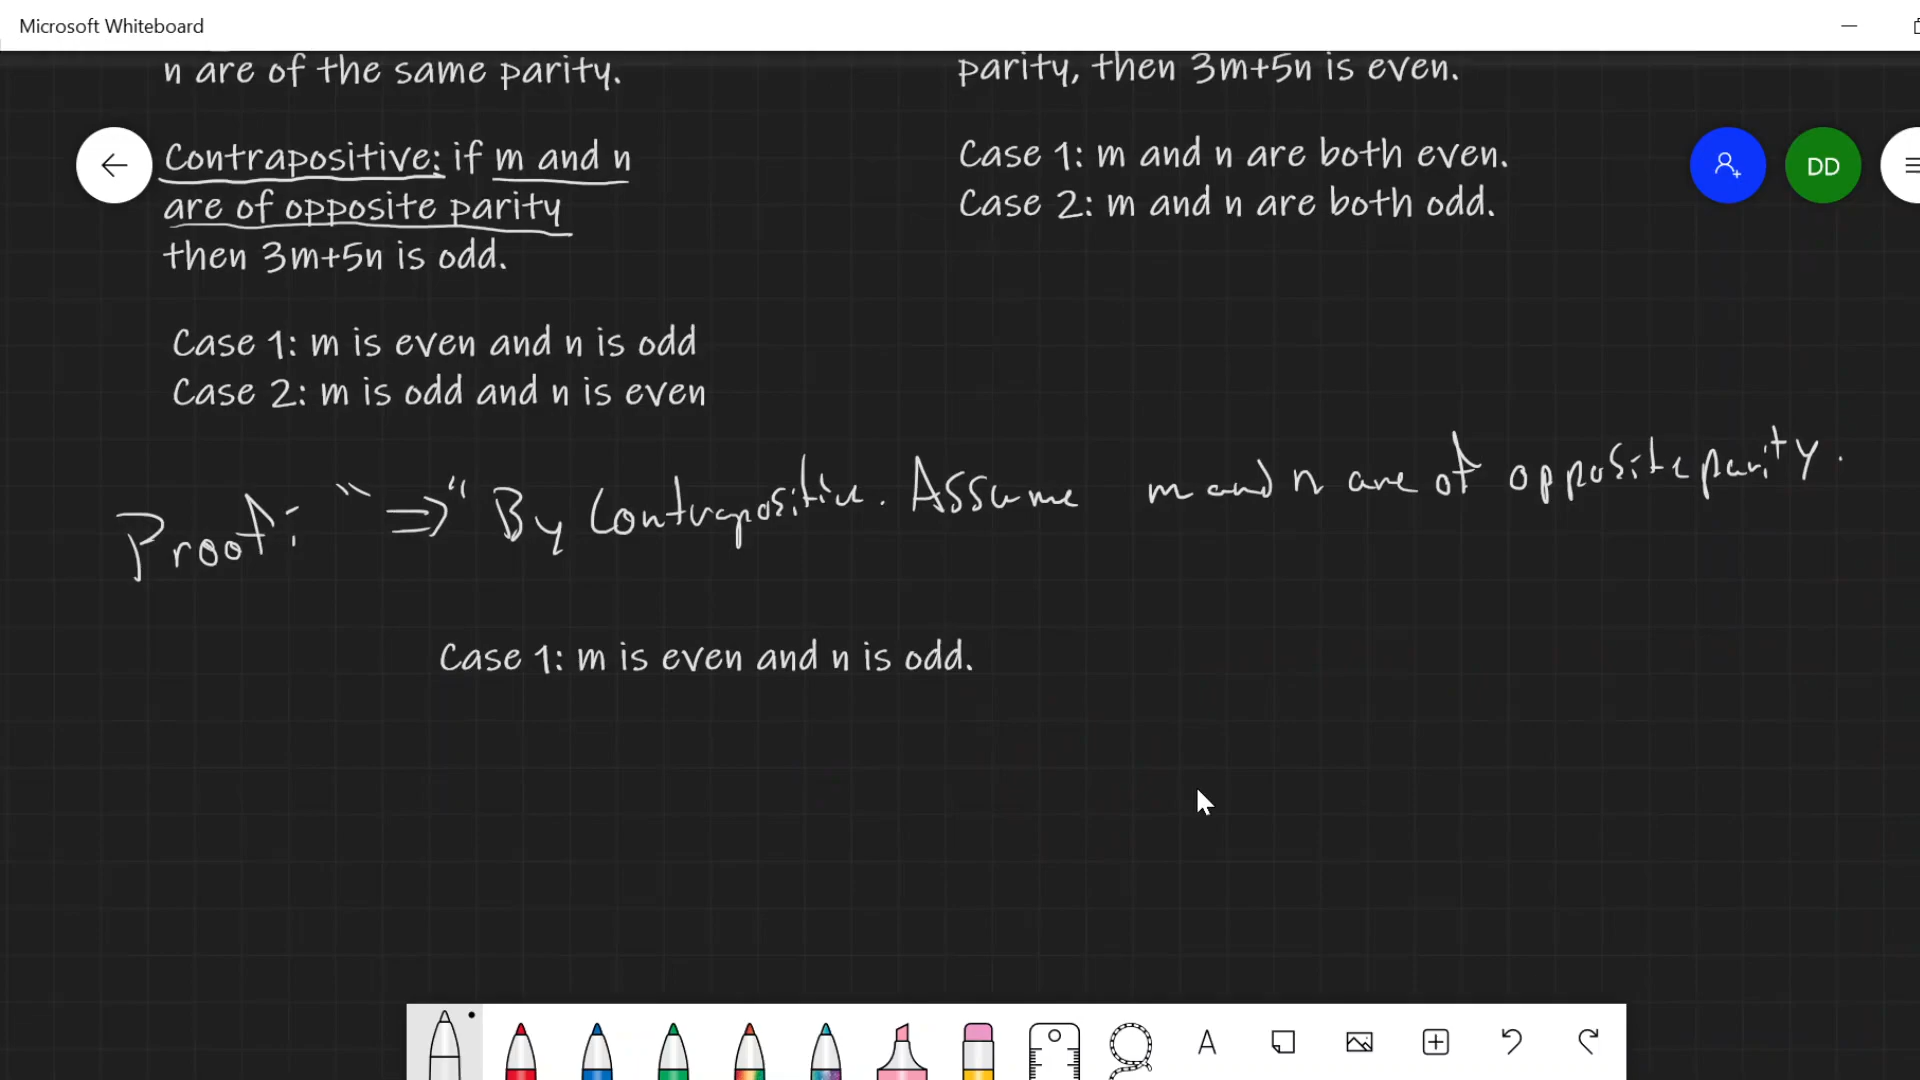 Microsoft Whiteboard
n are of the same parity.
Contrapositive: if m and n
are of opposite parity
then 3m+5n is odd.
Case 1: m is even and n is odd
Case 2: m is odd and n is even
parity, then 3m+5n is even.
Case 1: m and n are both even.
Case 2: m and n are both odd.
DD
Proof: "⇒" By Contrapositive. Assume m and n are of opposite parity.
Case 1: m is even and n is odd.
A